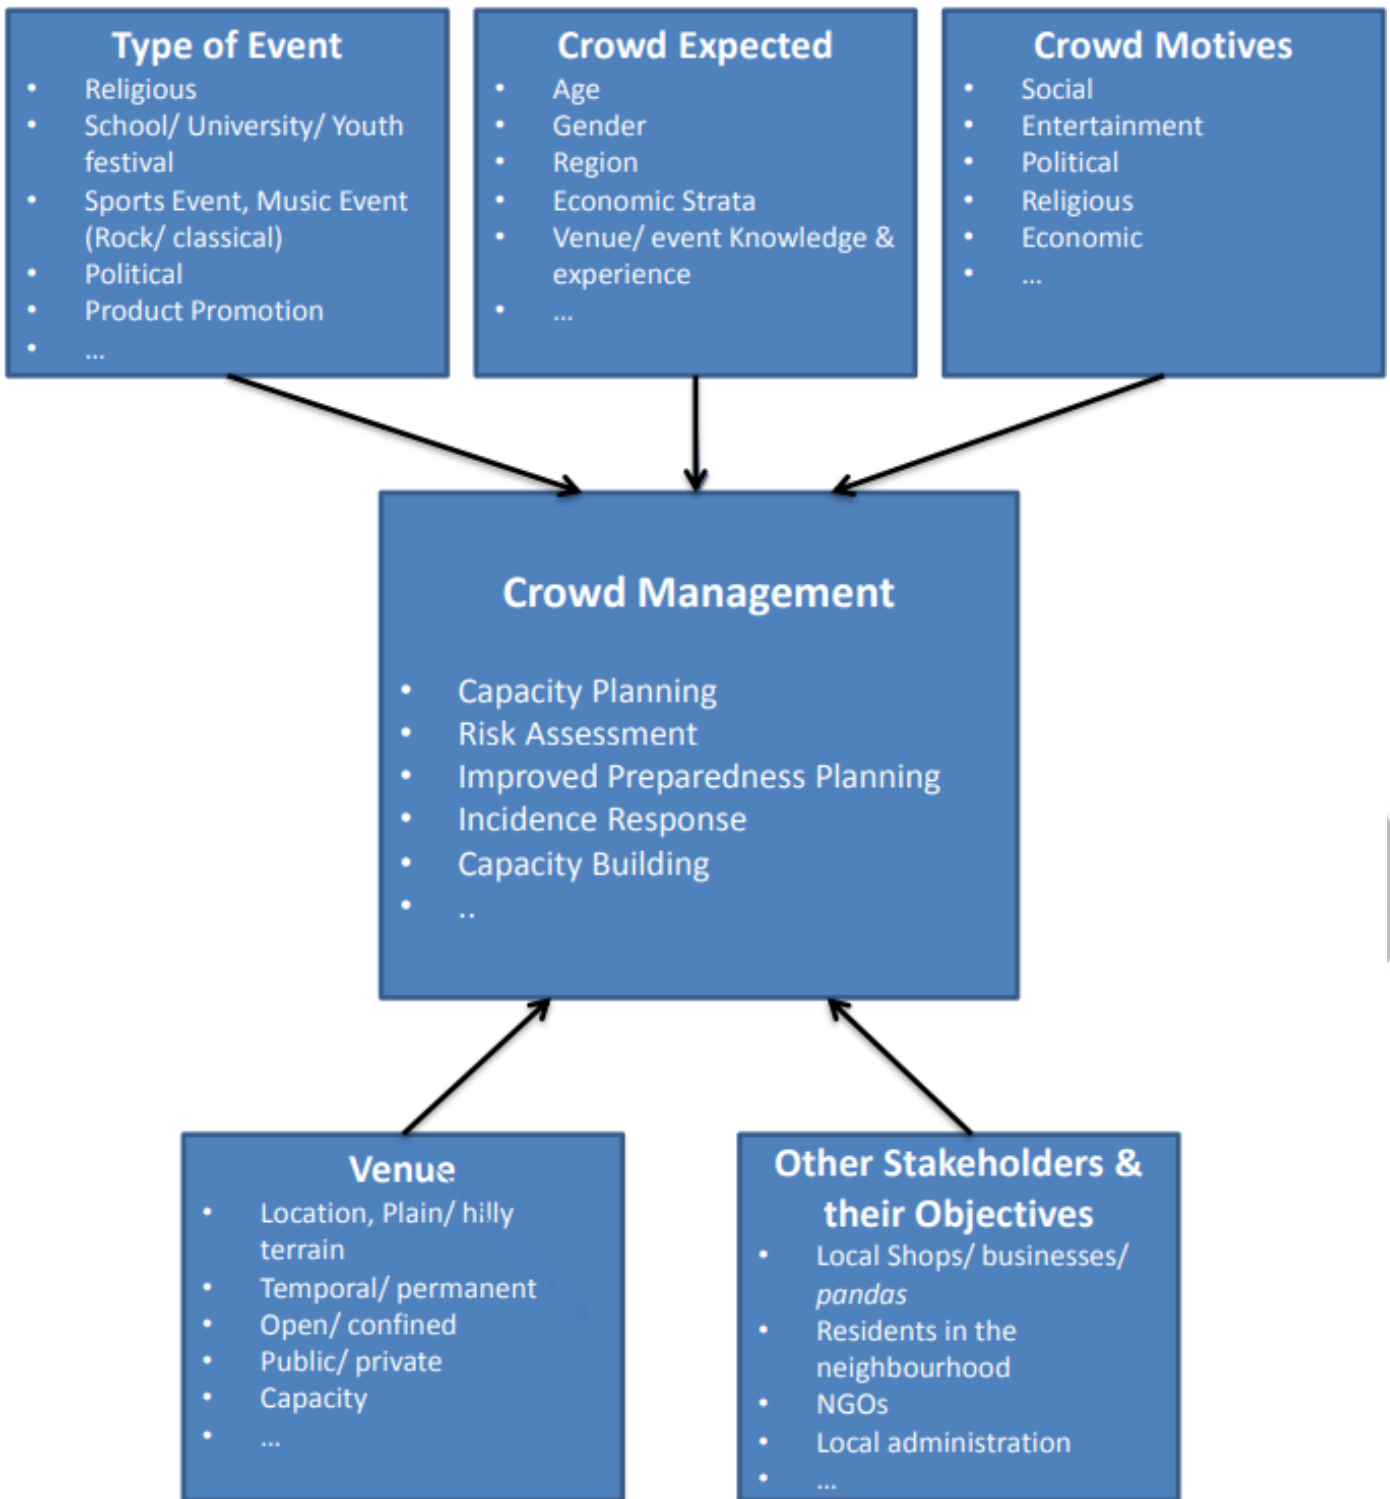 Type of Event
• Religious
• School/ University/ Youth
festival
• Sports Event, Music Event
(Rock/ classical)
• Political
• Product Promotion
• ...
Crowd Expected
• Age
• Gender
• Region
• Economic Strata
• Venue/ event Knowledge &
experience
• ...
Crowd Motives
• Social
• Entertainment
• Political
• Religious
• Economic
• ...
Crowd Management
• Capacity Planning
• Risk Assessment
• Improved Preparedness Planning
• Incidence Response
• Capacity Building
• ..
Venue
• Location, Plain/ hilly
terrain
• Temporal/ permanent
• Open/ confined
• Public/ private
• Capacity
• ...
Other Stakeholders &
their Objectives
• Local Shops/ businesses/
pandas
• Residents in the
neighbourhood
• NGOs
• Local administration
• ...